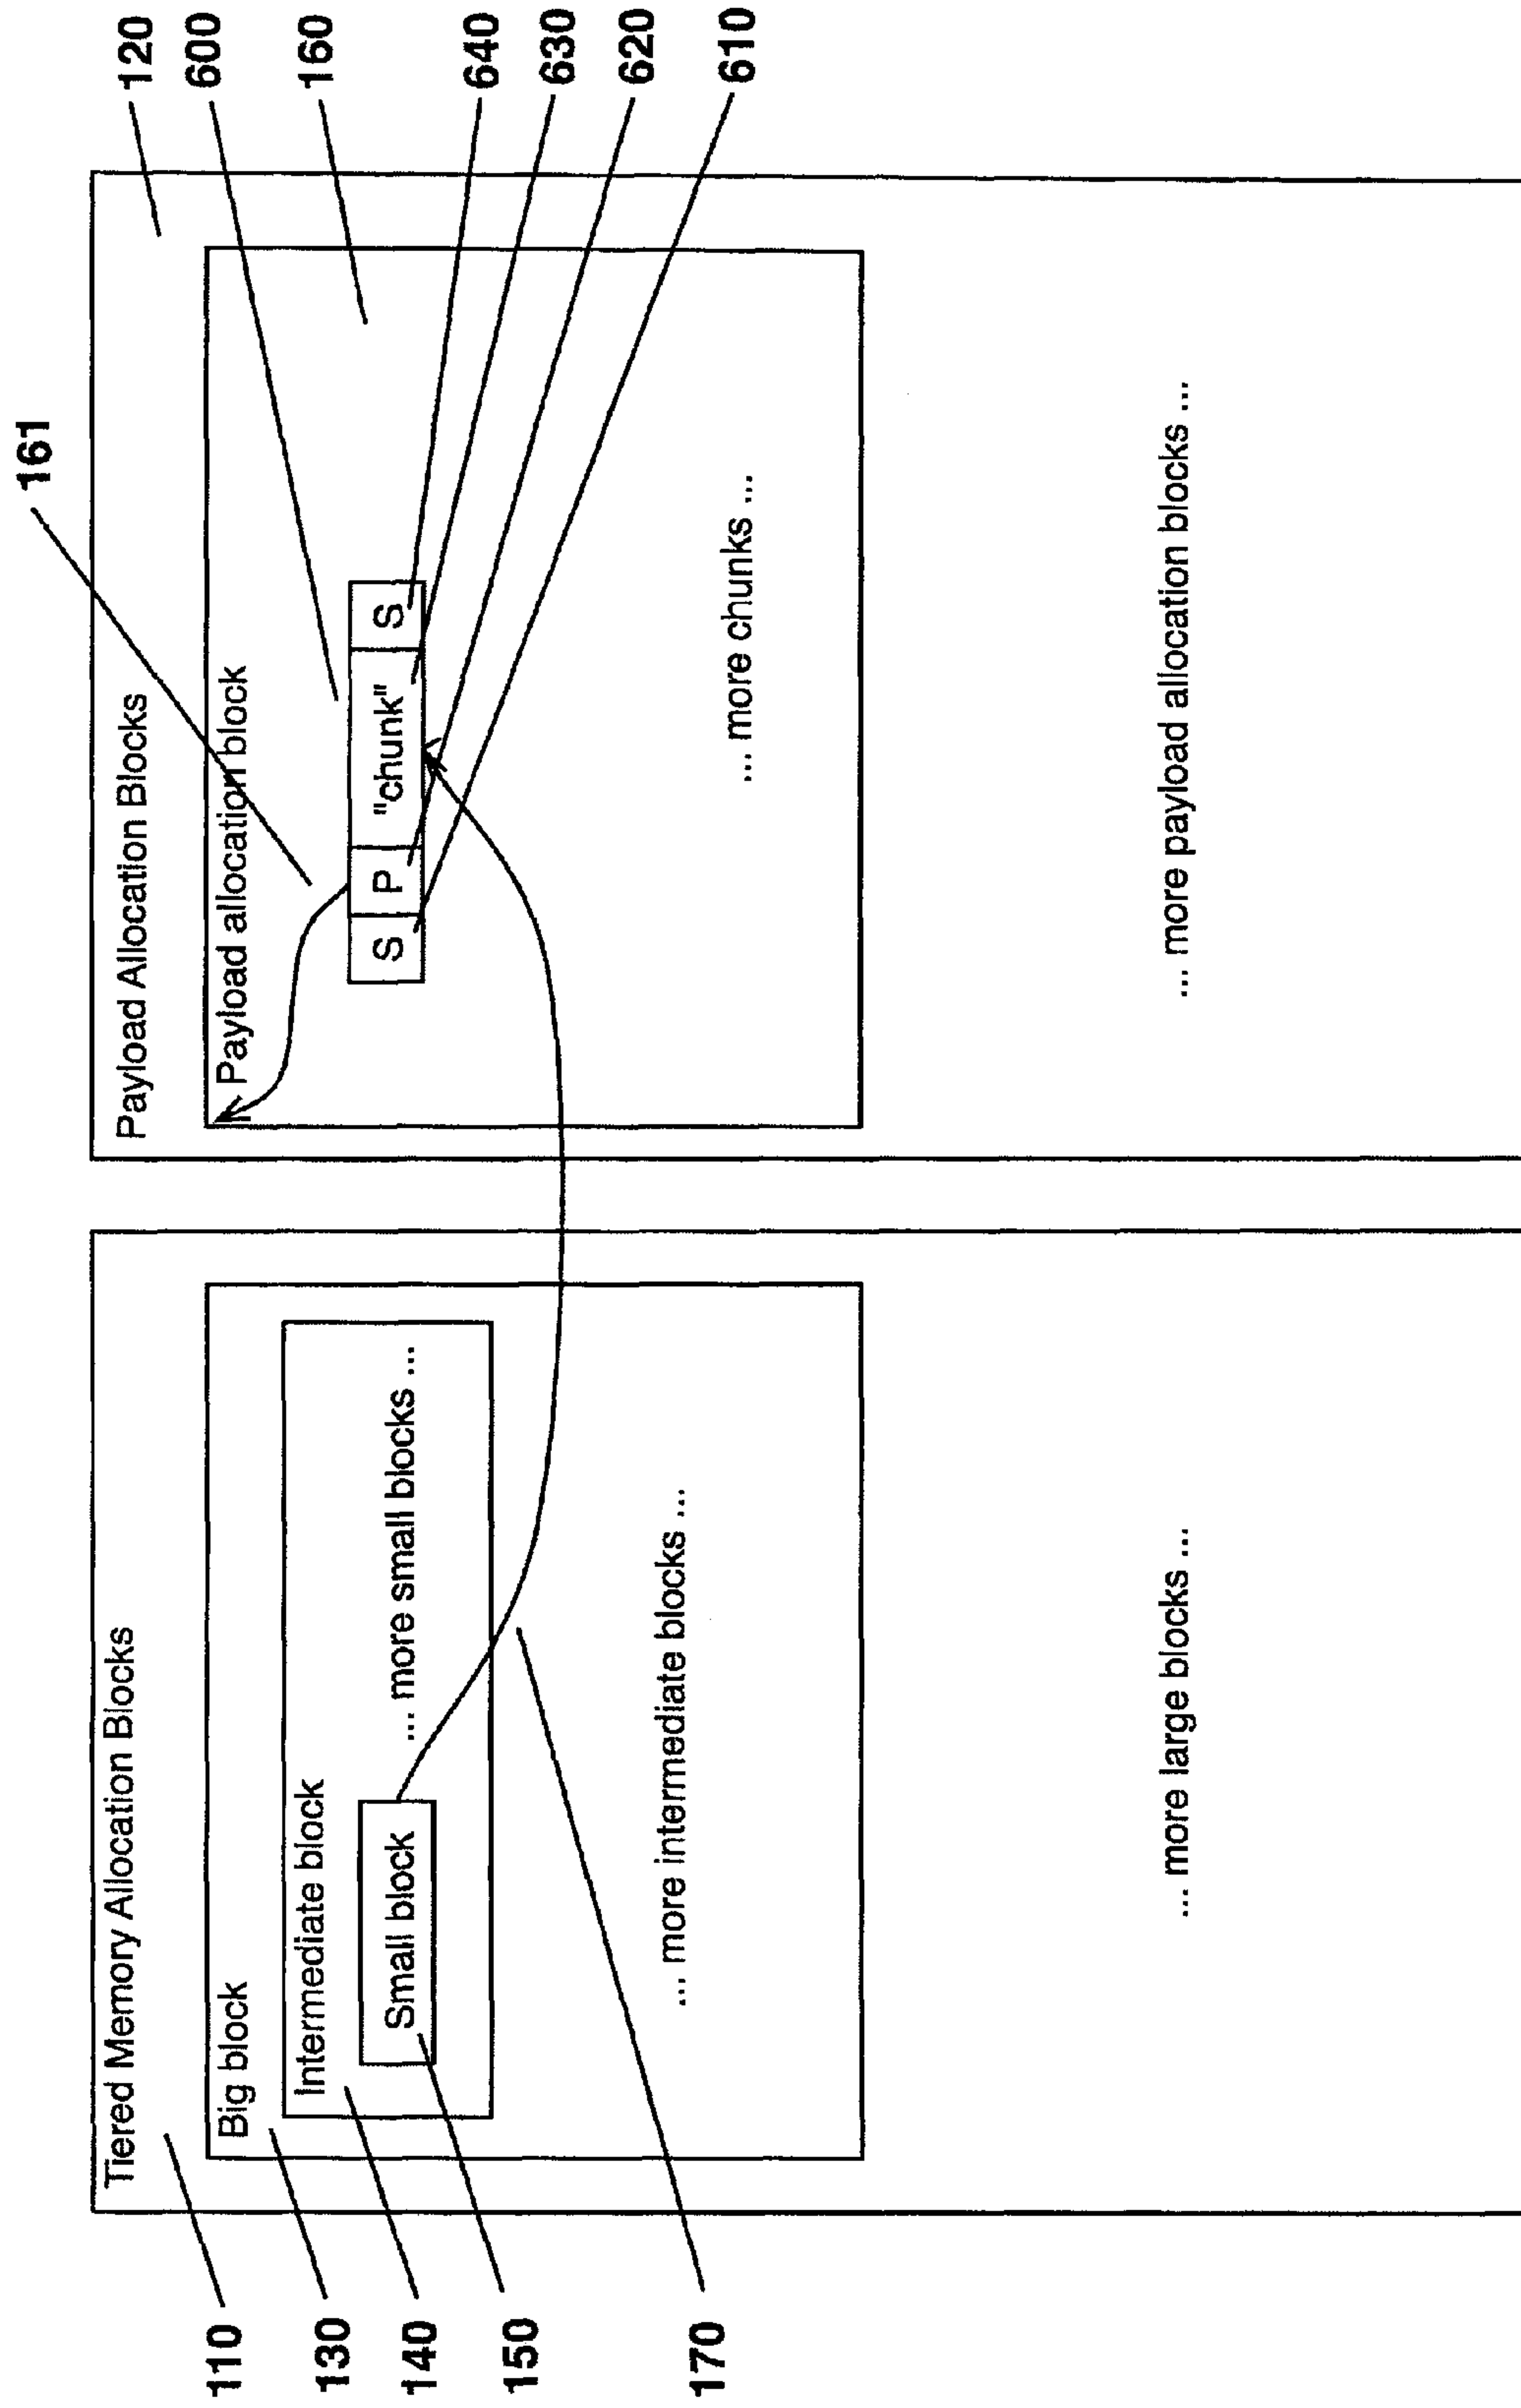 161
120
600
160
640
630
620
610
Tiered Memory Allocation Blocks
Big block
Intermediate block
Small block
... more small blocks ...
... more intermediate blocks ...
... more large blocks ...
110
130
140
150
170
Payload Allocation Blocks
Payload allocation block
S
P
"chunk"
S
... more chunks ...
... more payload allocation blocks ...